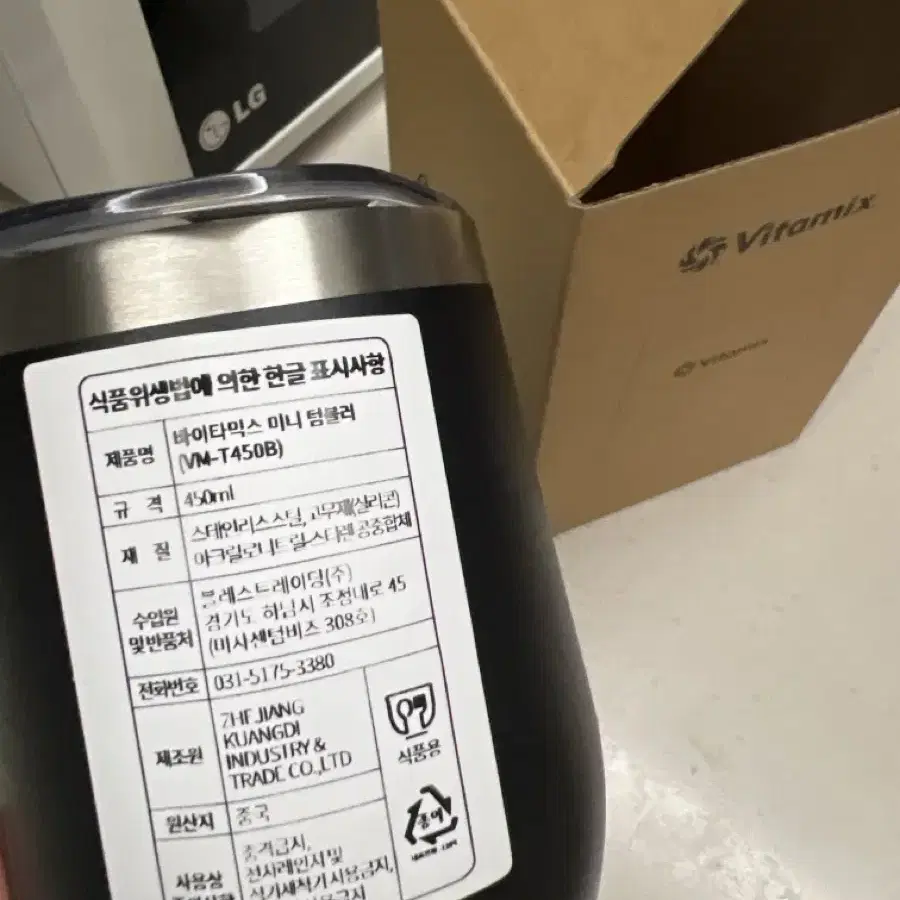 LG
Vitamix
Vitamix
식품위생법에 의한 한글 표시사항
제품명
바이타믹스 미니 텀블러
(VM-T450B)
규 격
450ml
재 질
스테인리스스틸, 고무제(실리콘)
아크릴로니트릴-스티렌 공중합체
수입원
및반품처
블레스트레이딩(주)
경기도 하남시 조정대로 45
(미사센텀비즈 308호)
전화번호
031-5175-3380
제조원
ZHEJIANG
KUANGDI
INDUSTRY &
TRADE CO.,LTD
식품용
종이
원산지
중국
사용상
충격금지,
전자레인지 및
식기세척기 시용금지,